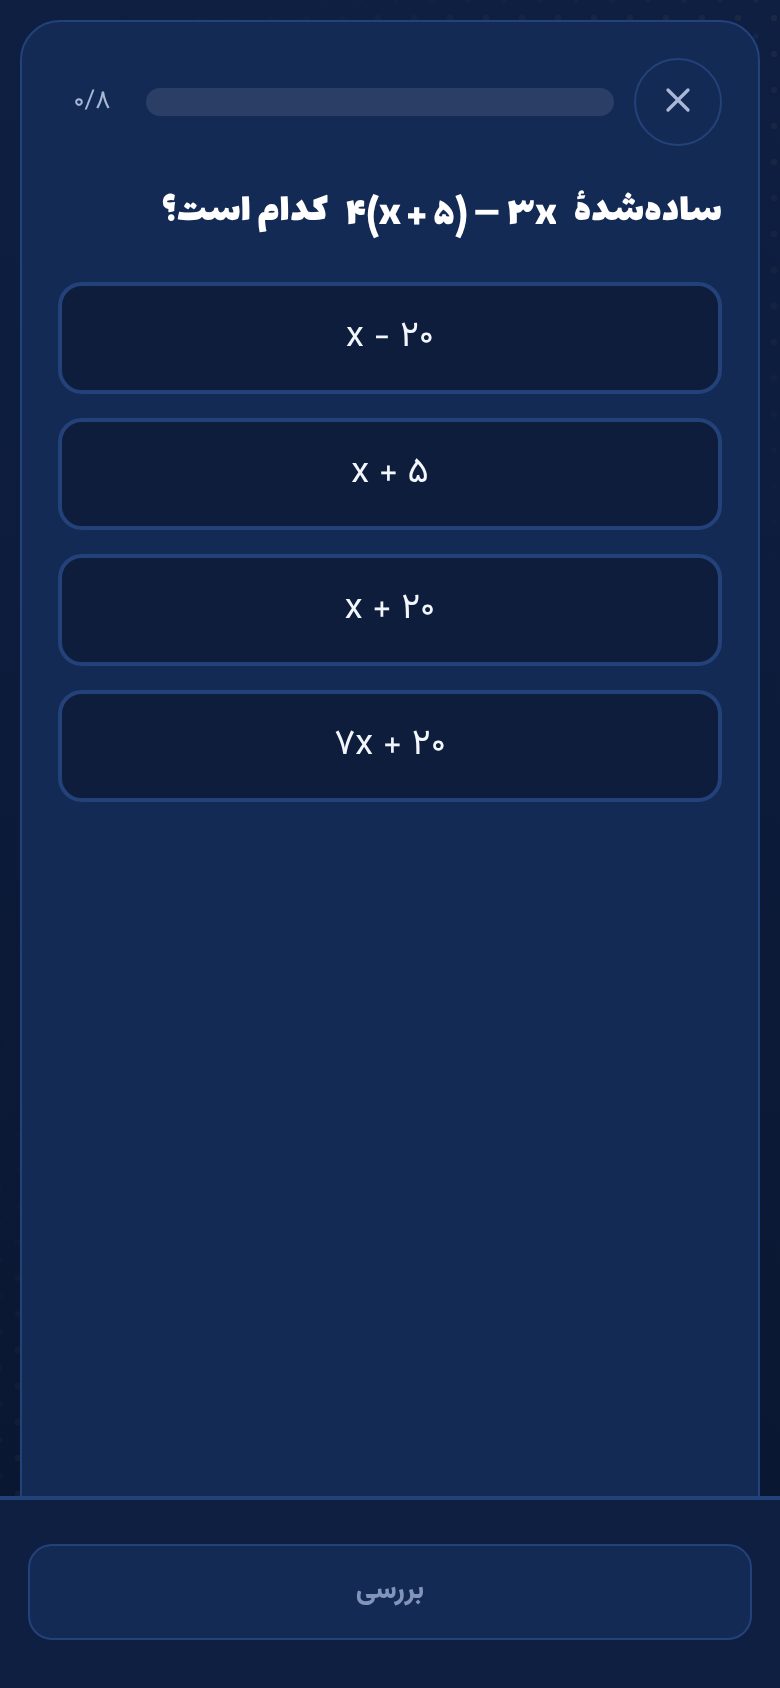 ۰/۸
ساده‌شدهٔ ۴(x + ۵) – ۳x کدام است؟
x - ۲۰
x + ۵
x + ۲۰
۷x + ۲۰
بررسی